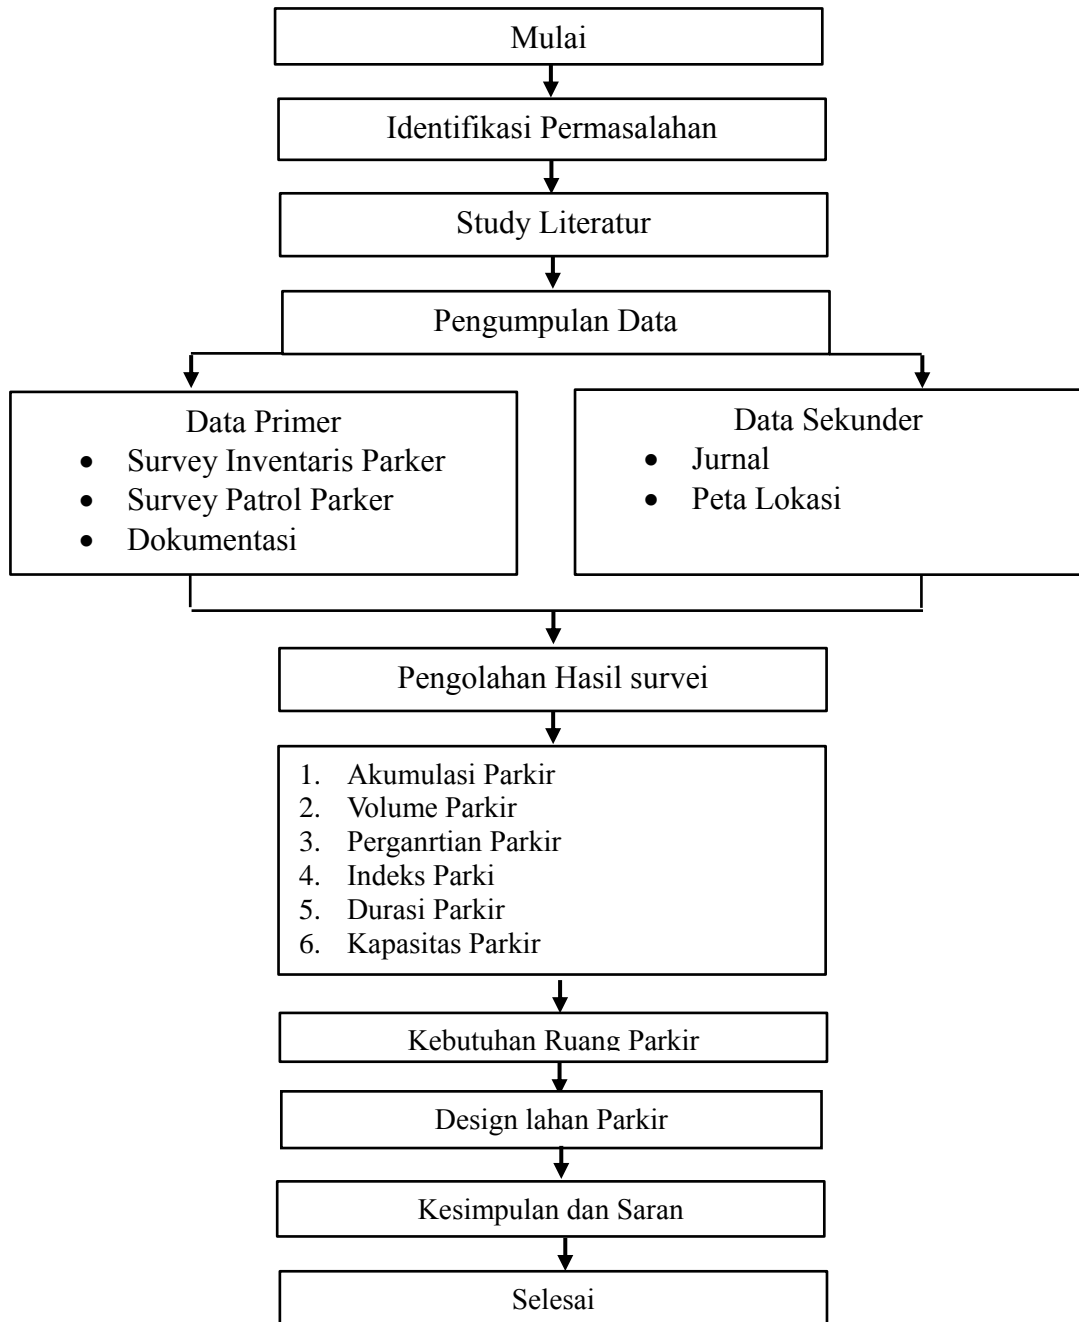 Mulai
Identifikasi Permasalahan
Study Literatur
Pengumpulan Data
Data Primer
• Survey Inventaris Parker
• Survey Patrol Parker
• Dokumentasi
Data Sekunder
• Jurnal
• Peta Lokasi
Pengolahan Hasil survei
1. Akumulasi Parkir
2. Volume Parkir
3. Perganrtian Parkir
4. Indeks Parki
5. Durasi Parkir
6. Kapasitas Parkir
Kebutuhan Ruang Parkir
Design lahan Parkir
Kesimpulan dan Saran
Selesai